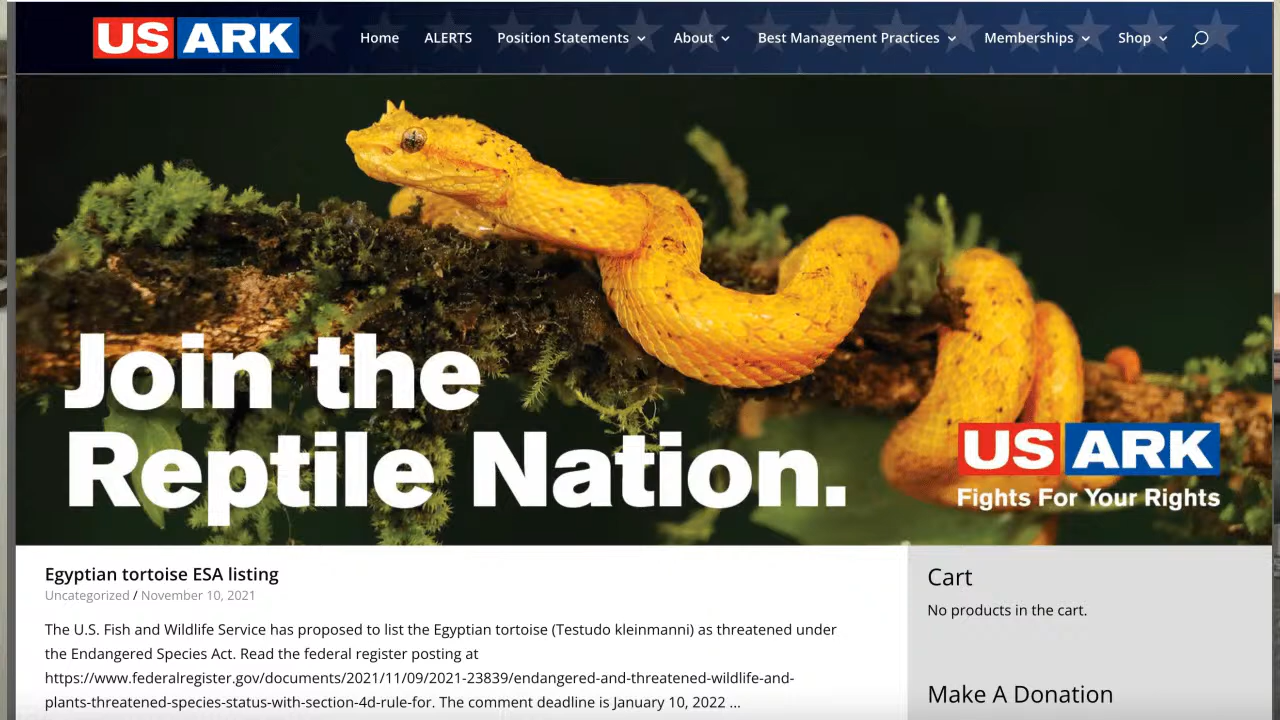 US ARK
Home ALERTS Position Statements About Best Management Practices Memberships Shop
Join the
Reptile Nation.
US ARK
Fights For Your Rights
Egyptian tortoise ESA listing
Uncategorized / November 10, 2021
The U.S. Fish and Wildlife Service has proposed to list the Egyptian tortoise (Testudo kleinmanni) as threatened under
the Endangered Species Act. Read the federal register posting at
https://www.federalregister.gov/documents/2021/11/09/2021-23839/endangered-and-threatened-wildlife-and-
plants-threatened-species-status-with-section-4d-rule-for. The comment deadline is January 10, 2022 ...
Cart
No products in the cart.
Make A Donation